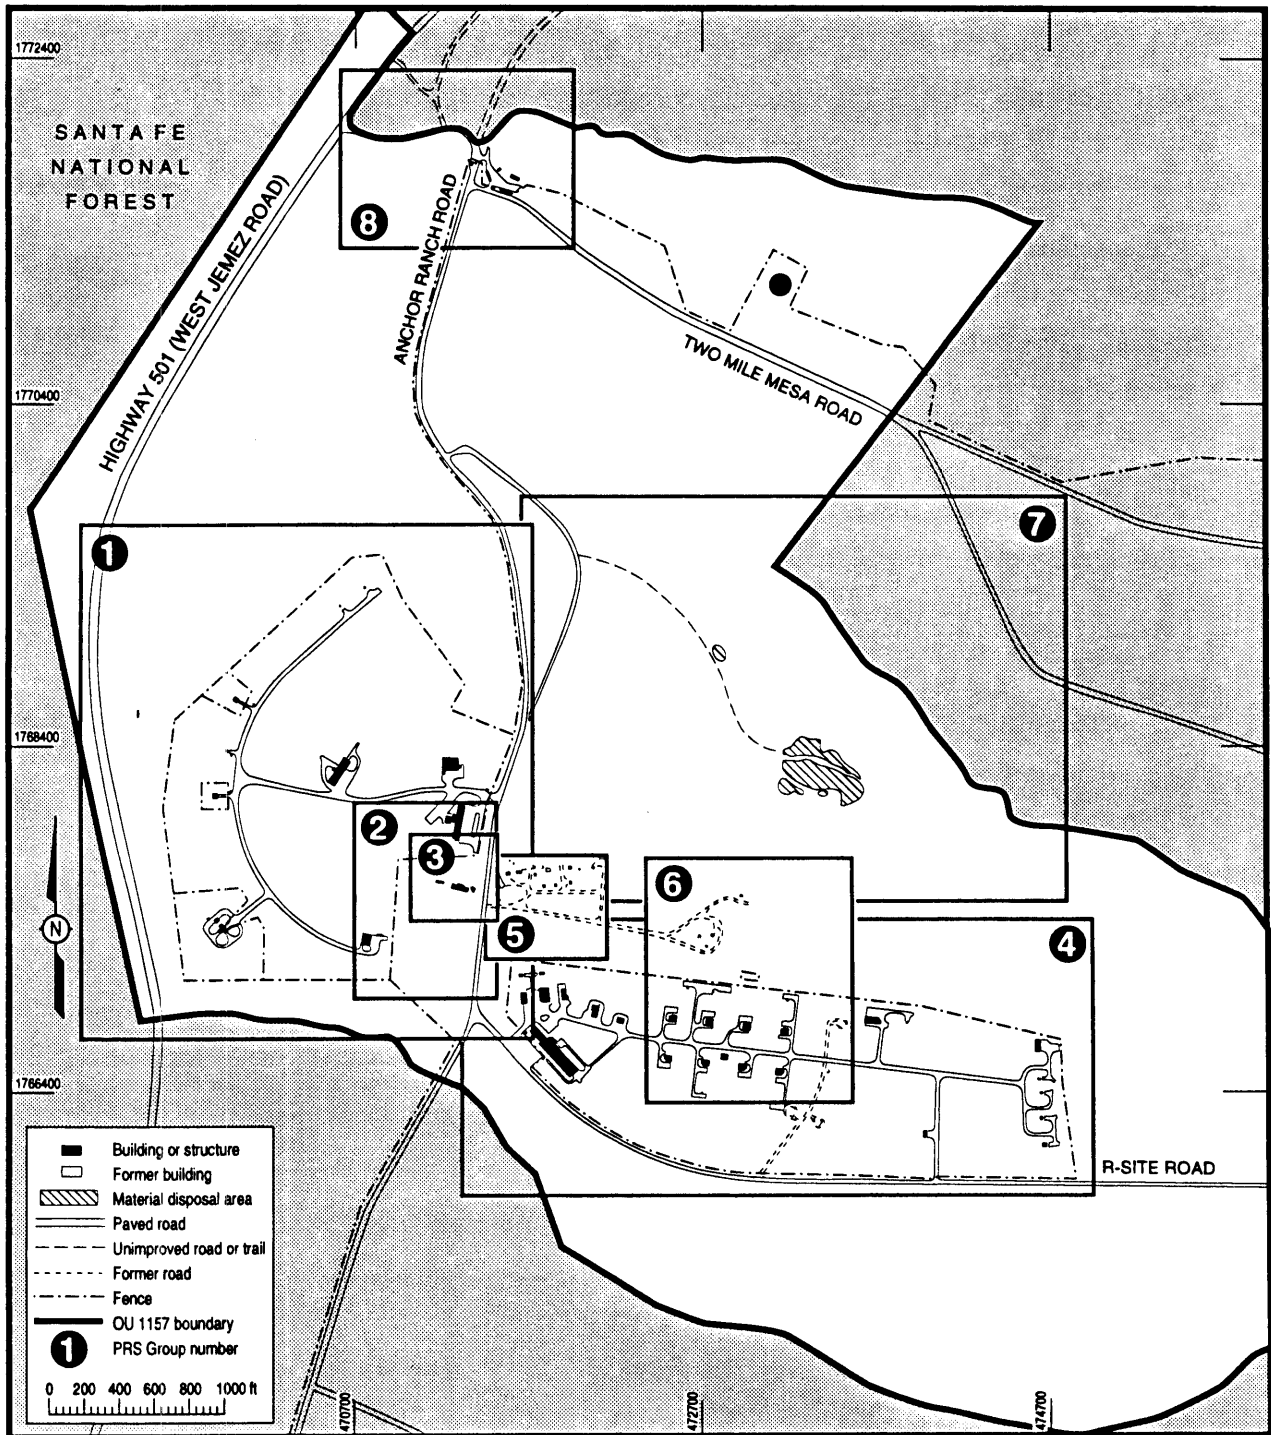 1772400
SANTA FE
NATIONAL
FOREST
HIGHWAY 501 (WEST JEMEZ ROAD)
8
ANCHOR RANCH ROAD
TWO MILE MESA ROAD
1770400
1
7
1768400
2
3
6
5
4
N
1766400
R-SITE ROAD
Building or structure
Former building
Material disposal area
Paved road
Unimproved road or trail
Former road
Fence
OU 1157 boundary
1 PRS Group number
0 200 400 600 800 1000 ft
470700
472700
474700